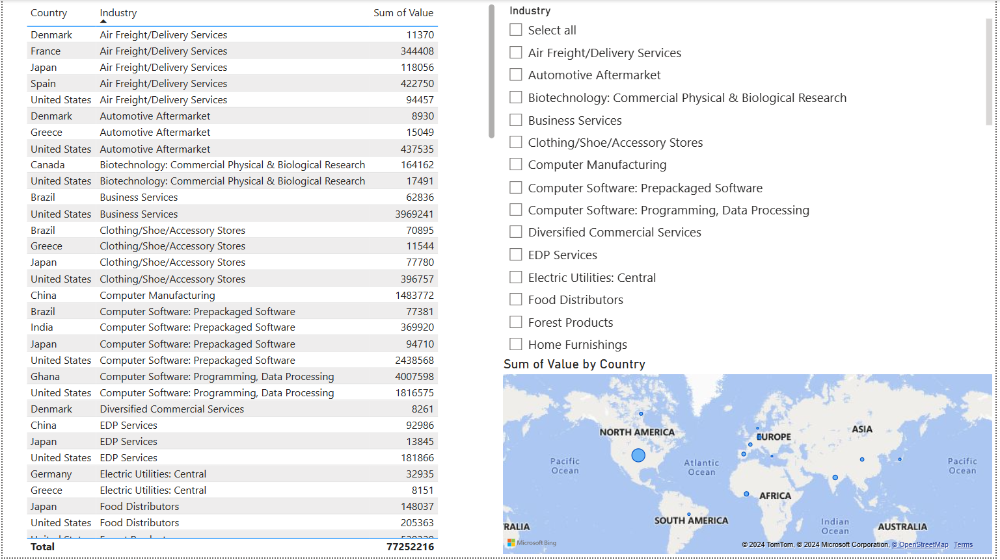 Country Industry Sum of Value
Denmark Air Freight/Delivery Services 11370
France Air Freight/Delivery Services 344408
Japan Air Freight/Delivery Services 118056
Spain Air Freight/Delivery Services 422750
United States Air Freight/Delivery Services 94457
Denmark Automotive Aftermarket 8930
Greece Automotive Aftermarket 15049
United States Automotive Aftermarket 437535
Canada Biotechnology: Commercial Physical & Biological Research 164162
United States Biotechnology: Commercial Physical & Biological Research 17491
Brazil Business Services 62836
United States Business Services 3969241
Brazil Clothing/Shoe/Accessory Stores 70895
Greece Clothing/Shoe/Accessory Stores 11544
Japan Clothing/Shoe/Accessory Stores 77780
United States Clothing/Shoe/Accessory Stores 396757
China Computer Manufacturing 1483772
Brazil Computer Software: Prepackaged Software 77381
India Computer Software: Prepackaged Software 369920
Japan Computer Software: Prepackaged Software 94710
United States Computer Software: Prepackaged Software 2438568
Ghana Computer Software: Programming, Data Processing 4007598
United States Computer Software: Programming, Data Processing 1816575
Denmark Diversified Commercial Services 8261
China EDP Services 92986
Japan EDP Services 13845
United States EDP Services 181866
Germany Electric Utilities: Central 32935
Greece Electric Utilities: Central 8151
Japan Food Distributors 148037
United States Food Distributors 205363
Total 77252216
Industry
Select all
Air Freight/Delivery Services
Automotive Aftermarket
Biotechnology: Commercial Physical & Biological Research
Business Services
Clothing/Shoe/Accessory Stores
Computer Manufacturing
Computer Software: Prepackaged Software
Computer Software: Programming, Data Processing
Diversified Commercial Services
EDP Services
Electric Utilities: Central
Food Distributors
Forest Products
Home Furnishings
Sum of Value by Country
NORTH AMERICA
EUROPE
ASIA
Pacific
Ocean
Atlantic
Ocean
Pacific
Ocean
AFRICA
SOUTH AMERICA
Indian
Ocean
RALIA
AUSTRALIA
Microsoft Bing
© 2024 TomTom, © 2024 Microsoft Corporation, © OpenStreetMap Terms